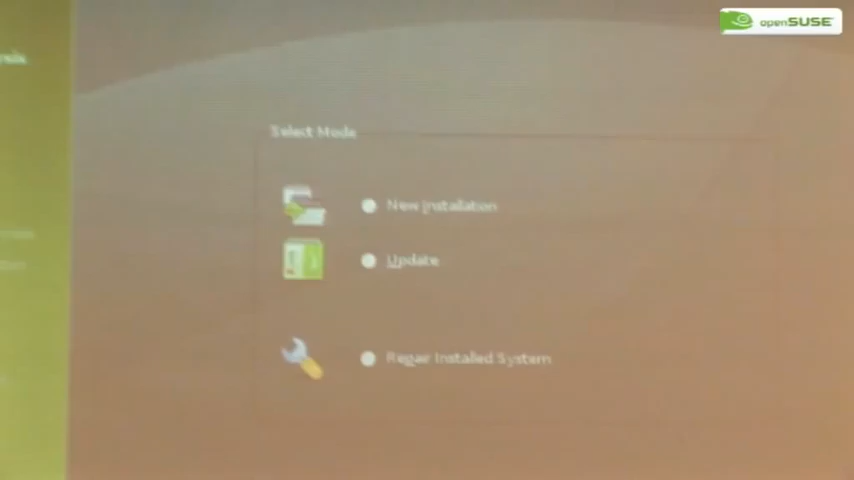 openSUSE
Select Mode
New Installation
Update
Repair Installed System